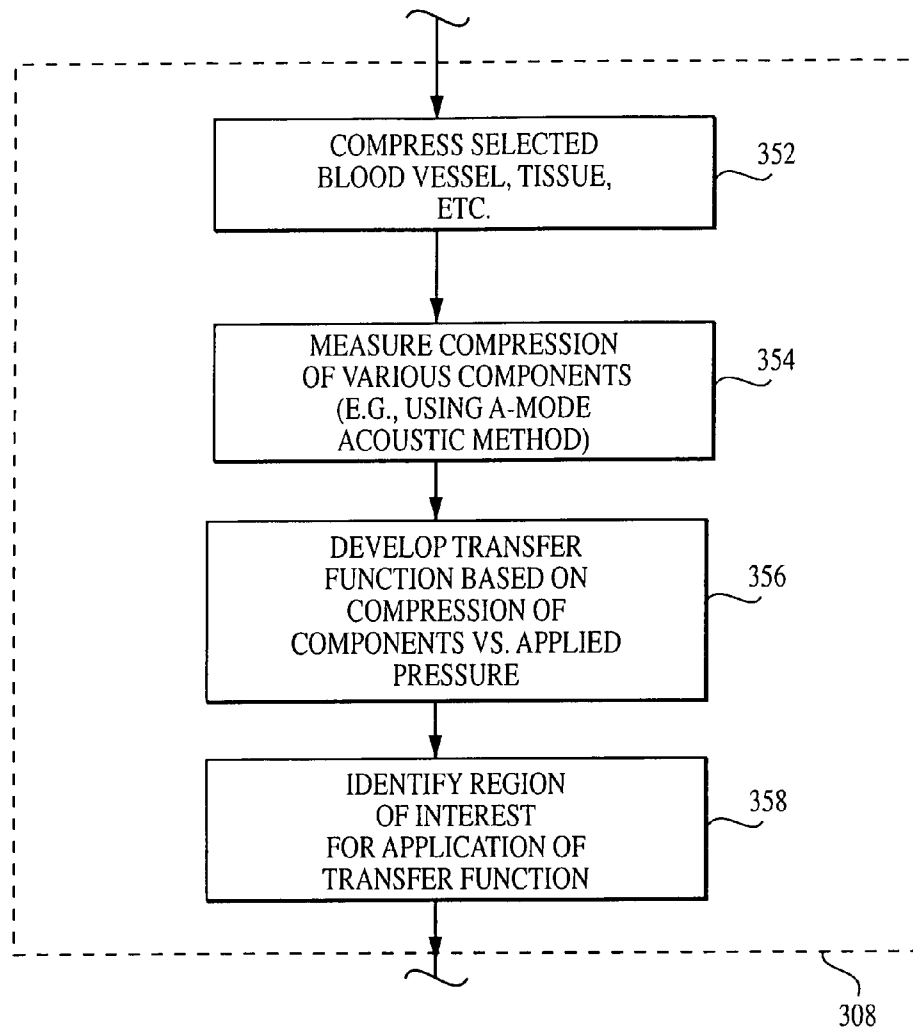 COMPRESS SELECTED
BLOOD VESSEL, TISSUE,
ETC.
352
MEASURE COMPRESSION
OF VARIOUS COMPONENTS
(E.G., USING A-MODE
ACOUSTIC METHOD)
354
DEVELOP TRANSFER
FUNCTION BASED ON
COMPRESSION OF
COMPONENTS VS. APPLIED
PRESSURE
356
IDENTIFY REGION
OF INTEREST
FOR APPLICATION OF
TRANSFER FUNCTION
358
308